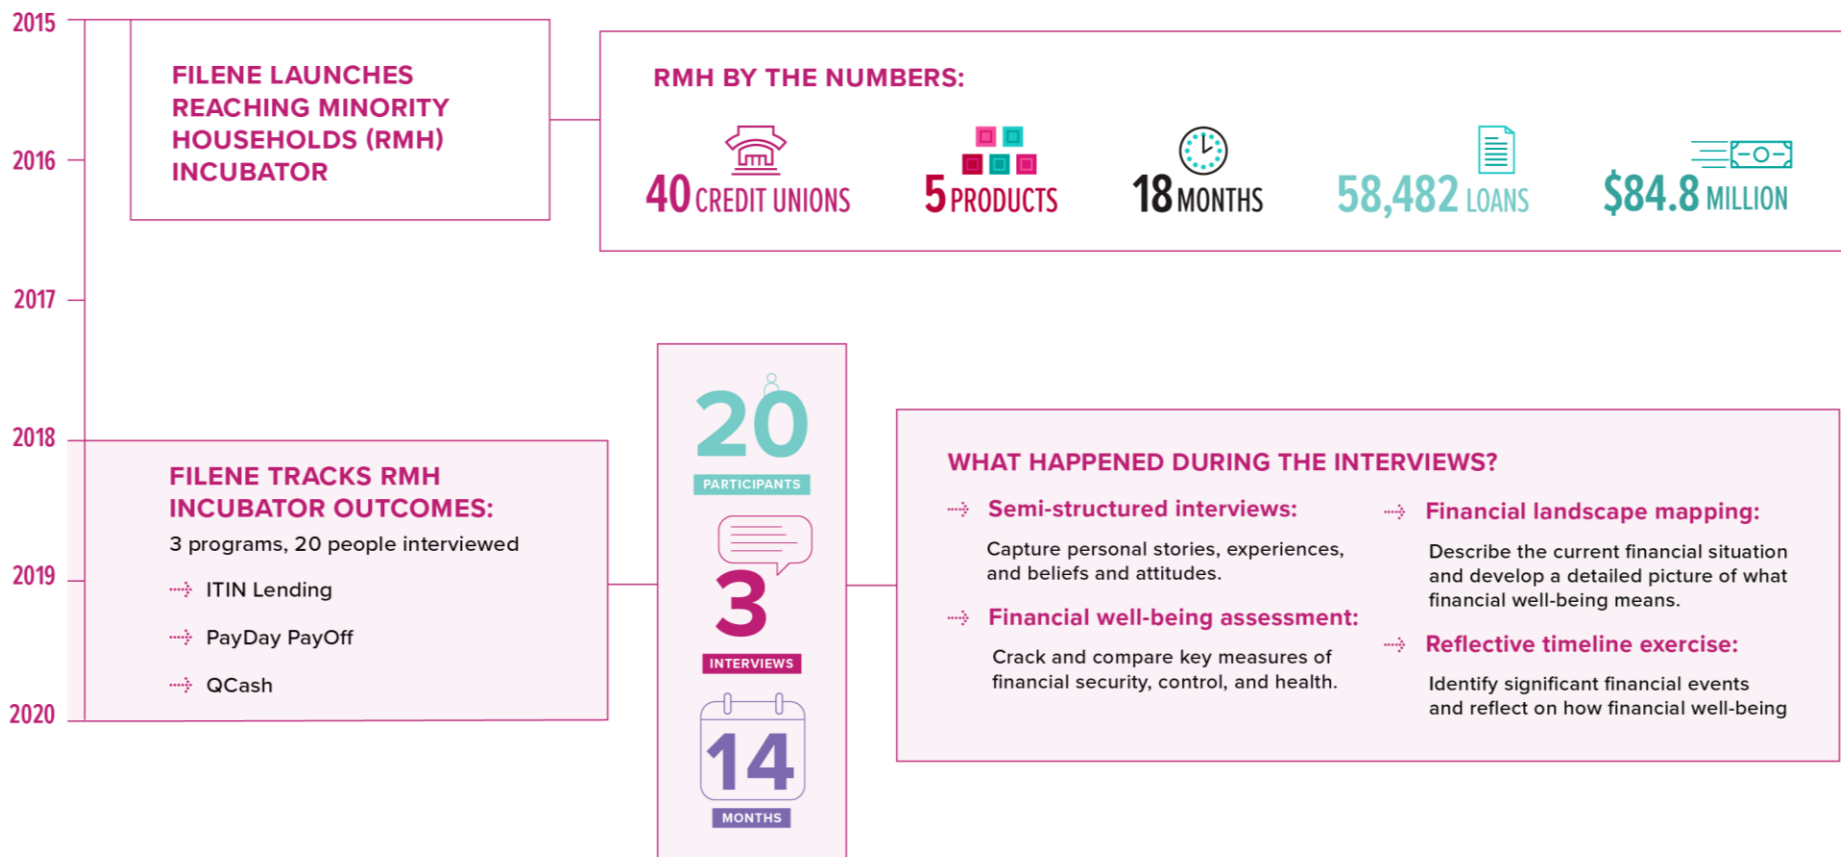 2015
2016
2017
2018
2019
2020
FILENE LAUNCHES
REACHING MINORITY
HOUSEHOLDS (RMH)
INCUBATOR
RMH BY THE NUMBERS:
40 CREDIT UNIONS
5 PRODUCTS
18 MONTHS
58,482 LOANS
$84.8 MILLION
FILENE TRACKS RMH
INCUBATOR OUTCOMES:
3 programs, 20 people interviewed
ITIN Lending
PayDay PayOff
QCash
20
PARTICIPANTS
3
INTERVIEWS
14
MONTHS
WHAT HAPPENED DURING THE INTERVIEWS?
Semi-structured interviews:
Capture personal stories, experiences,
and beliefs and attitudes.
Financial well-being assessment:
Crack and compare key measures of
financial security, control, and health.
Financial landscape mapping:
Describe the current financial situation
and develop a detailed picture of what
financial well-being means.
Reflective timeline exercise:
Identify significant financial events
and reflect on how financial well-being